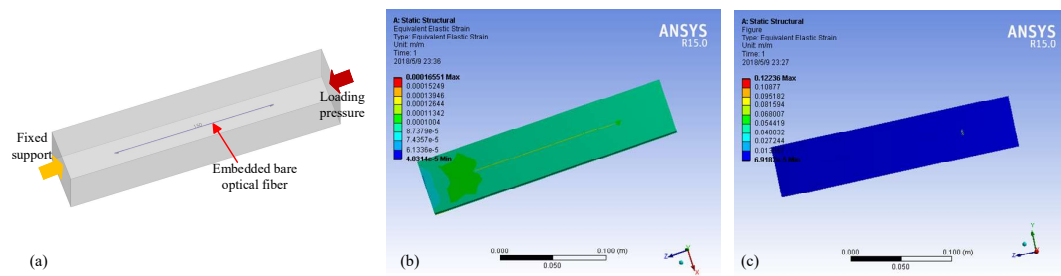 (a)
Fixed
support
Loading
pressure
Embedded bare
optical fiber
(b)
A: Static Structural
Equivalent Elastic Strain
Type: Equivalent Elastic Strain
Unit: m/m
Time: 1
2018/5/9 23:36
ANSYS
R15.0
0.00016551 Max
0.00015249
0.00013946
0.00012644
0.00011342
0.0001004
8.7379e-5
7.4357e-5
6.1336e-5
4.0314e-5 Min
0.000
0.100 (m)
0.050
Z
X
(c)
A: Static Structural
Figure
Type: Equivalent Elastic Strain
Unit: m/m
Time: 1
2018/5/9 23:27
ANSYS
R15.0
0.12236 Max
0.10877
0.095182
0.081594
0.068007
0.054419
0.040032
0.027244
0.000
0.100 (m)
0.050
Y
Z